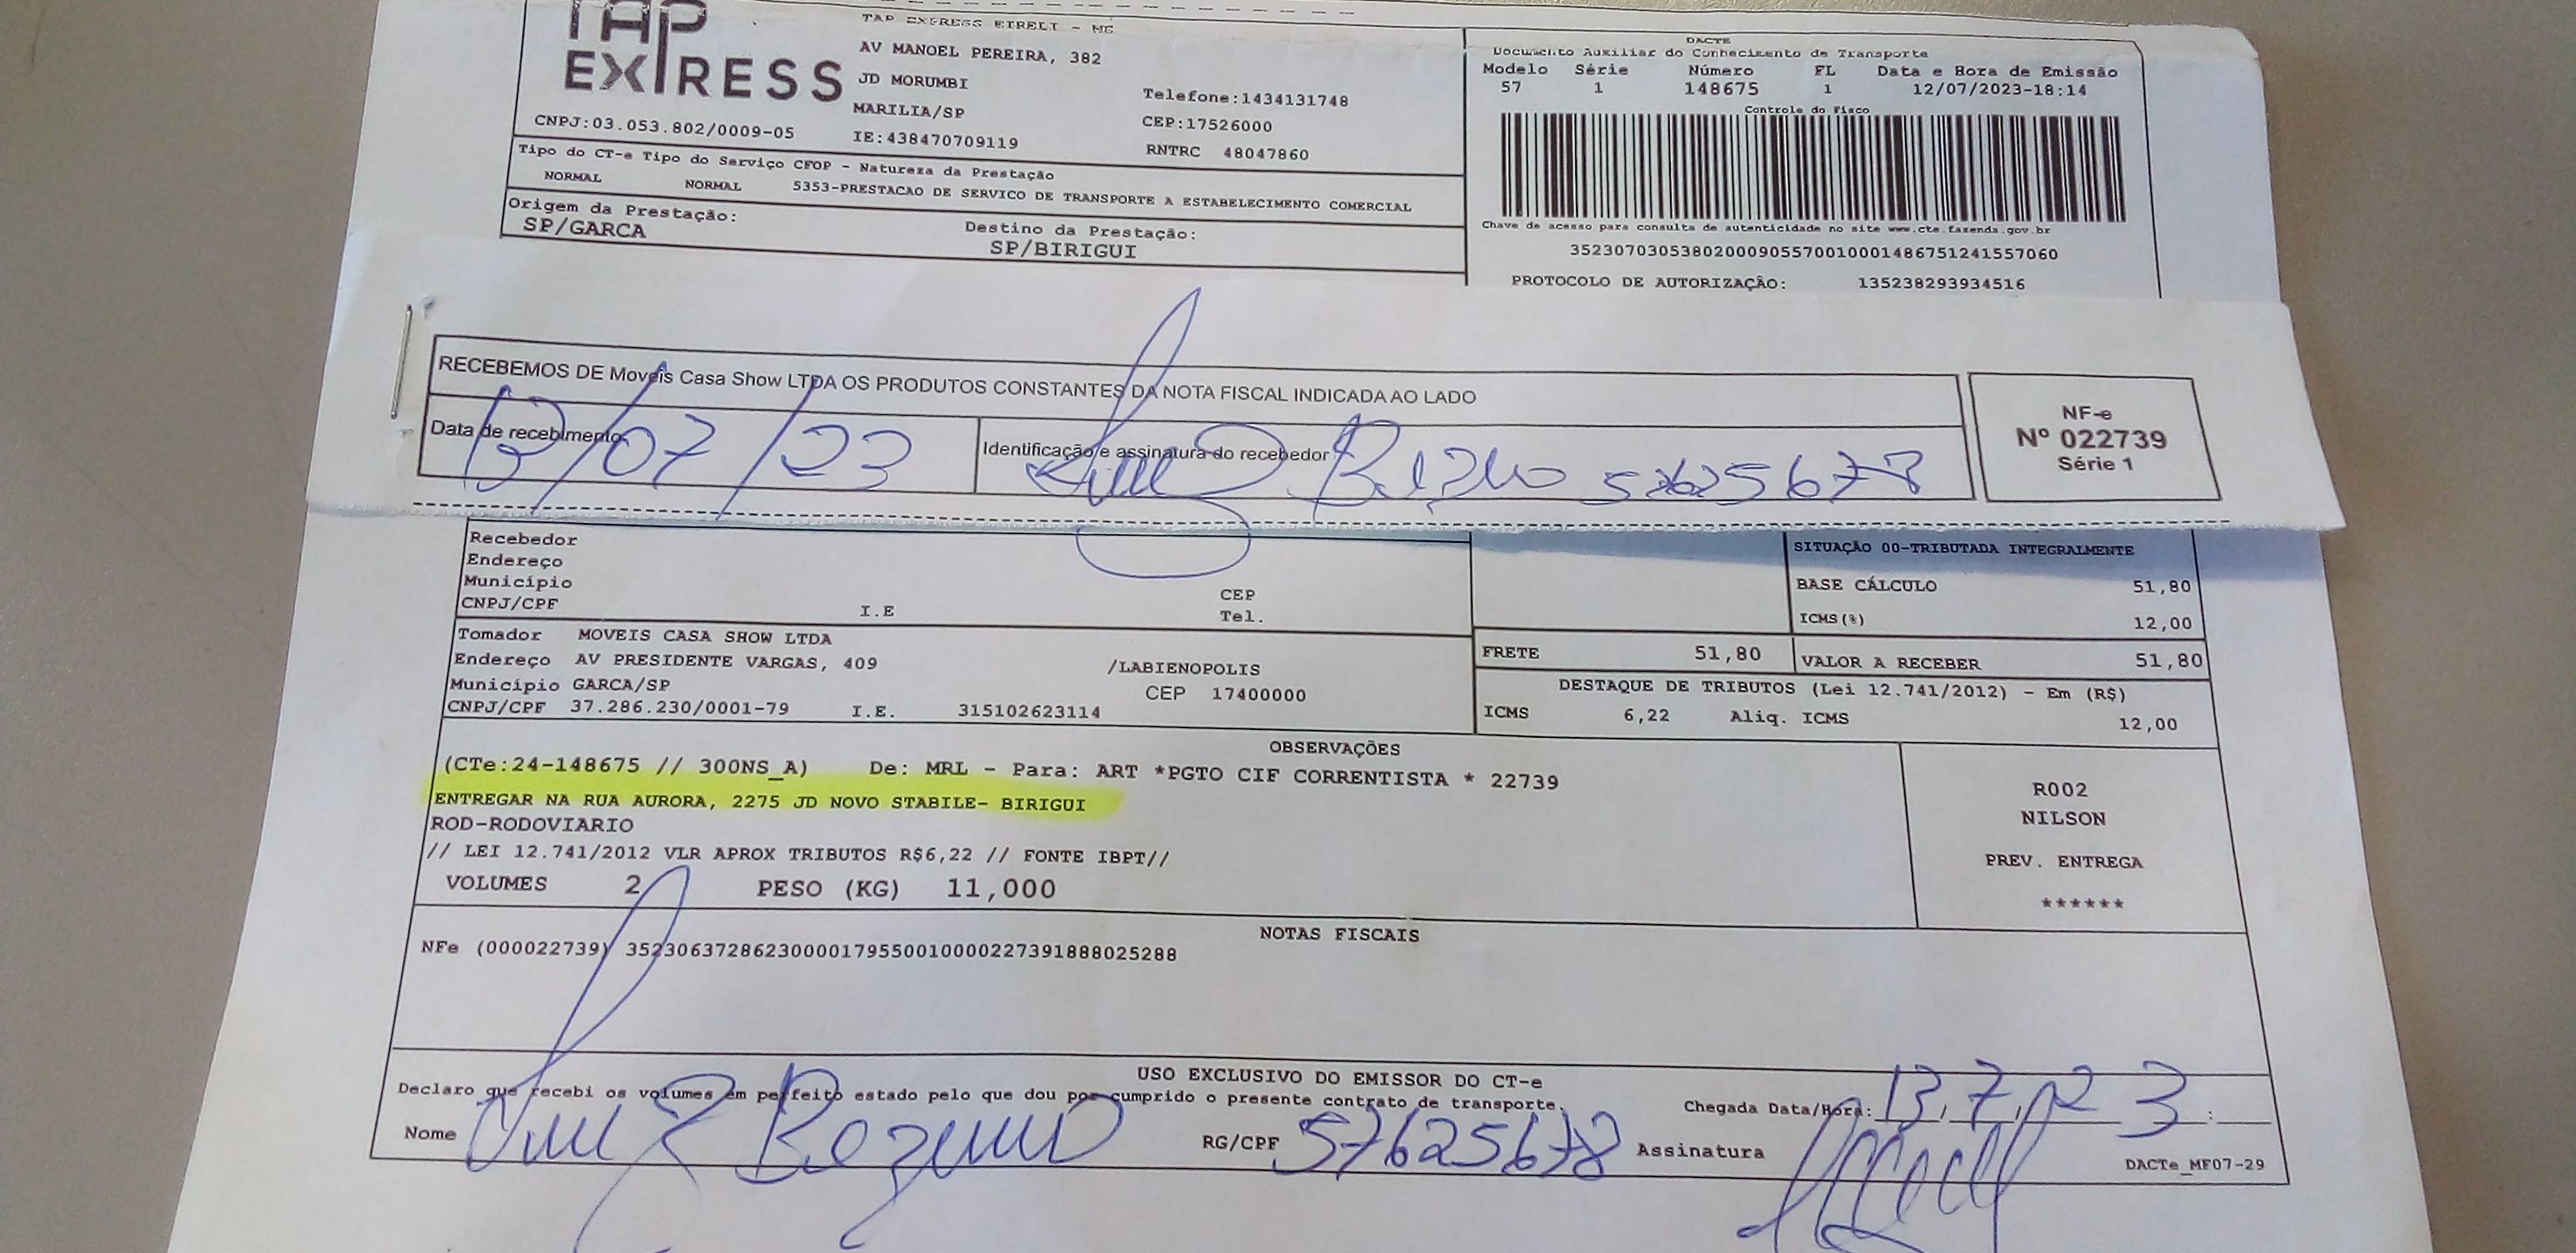 TAP EXPRESS
TAP EXPRESS EIRELI - ME
AV MANOEL PEREIRA, 382
JD MORUMBI
MARILIA/SP
CNPJ:03.053.802/0009-05
IE:438470709119
Telefone:1434131748
CEP:17526000
RNTRC 48047860
DACTE
Documento Auxiliar do Conhecimento de Transporte
Modelo Série Número FL Data e Hora de Emissão
57 1 148675 1 12/07/2023-18:14
Controle do Fisco
Chave de acesso para consulta de autenticidade no site www.cte.fazenda.gov.br
35230703053802000905570010001486751241557060
PROTOCOLO DE AUTORIZAÇÃO: 135238293934516
Tipo do CT-e Tipo do Serviço CFOP - Natureza da Prestação
NORMAL NORMAL 5353-PRESTACAO DE SERVICO DE TRANSPORTE A ESTABELECIMENTO COMERCIAL
Origem da Prestação: Destino da Prestação:
SP/GARCA SP/BIRIGUI
RECEBEMOS DE Moveis Casa Show LTDA OS PRODUTOS CONSTANTES DA NOTA FISCAL INDICADA AO LADO
Data de recebimento 13/07/23
Identificação e assinatura do recebedor 57625678
NF-e
Nº 022739
Série 1
Recebedor
Endereço
Município CEP
CNPJ/CPF I.E Tel.
SITUAÇÃO 00-TRIBUTADA INTEGRALMENTE
BASE CÁLCULO 51,80
ICMS(%) 12,00
Tomador MOVEIS CASA SHOW LTDA
Endereço AV PRESIDENTE VARGAS, 409 /LABIENOPOLIS
Município GARCA/SP CEP 17400000
CNPJ/CPF 37.286.230/0001-79 I.E. 315102623114
FRETE 51,80 VALOR A RECEBER 51,80
DESTAQUE DE TRIBUTOS (Lei 12.741/2012) - Em (R$)
ICMS 6,22 Aliq. ICMS 12,00
OBSERVAÇÕES
(CTe:24-148675 // 300NS_A) De: MRL - Para: ART *PGTO CIF CORRENTISTA * 22739
ENTREGAR NA RUA AURORA, 2275 JD NOVO STABILE- BIRIGUI
ROD-RODOVIARIO
// LEI 12.741/2012 VLR APROX TRIBUTOS R$6,22 // FONTE IBPT//
VOLUMES 2 PESO (KG) 11,000
R002
NILSON
PREV. ENTREGA
******
NOTAS FISCAIS
NFe (000022739) 35230637286230000179550010000227391888025288
USO EXCLUSIVO DO EMISSOR DO CT-e
Declaro que recebi os volumes em perfeito estado pelo que dou por cumprido o presente contrato de transporte.
Chegada Data/Hora: 13/7/23 :
Nome RG/CPF 57625678 Assinatura
DACTe_MF07-29